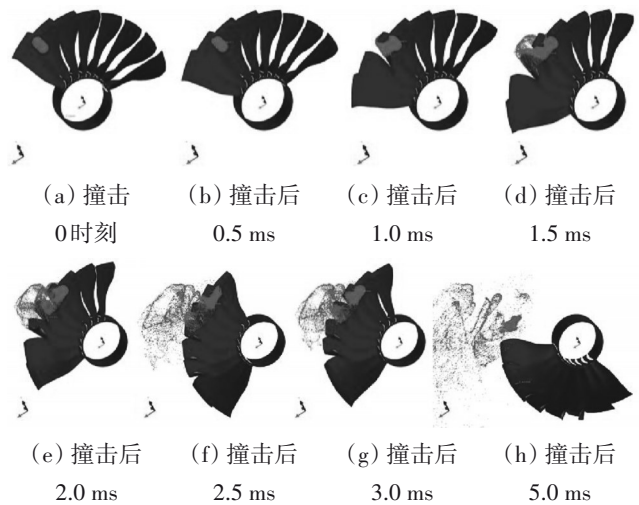 (a) 撞击 (b) 撞击后 (c) 撞击后 (d) 撞击后
0时刻 0.5 ms 1.0 ms 1.5 ms
(e) 撞击后 (f) 撞击后 (g) 撞击后 (h) 撞击后
2.0 ms 2.5 ms 3.0 ms 5.0 ms